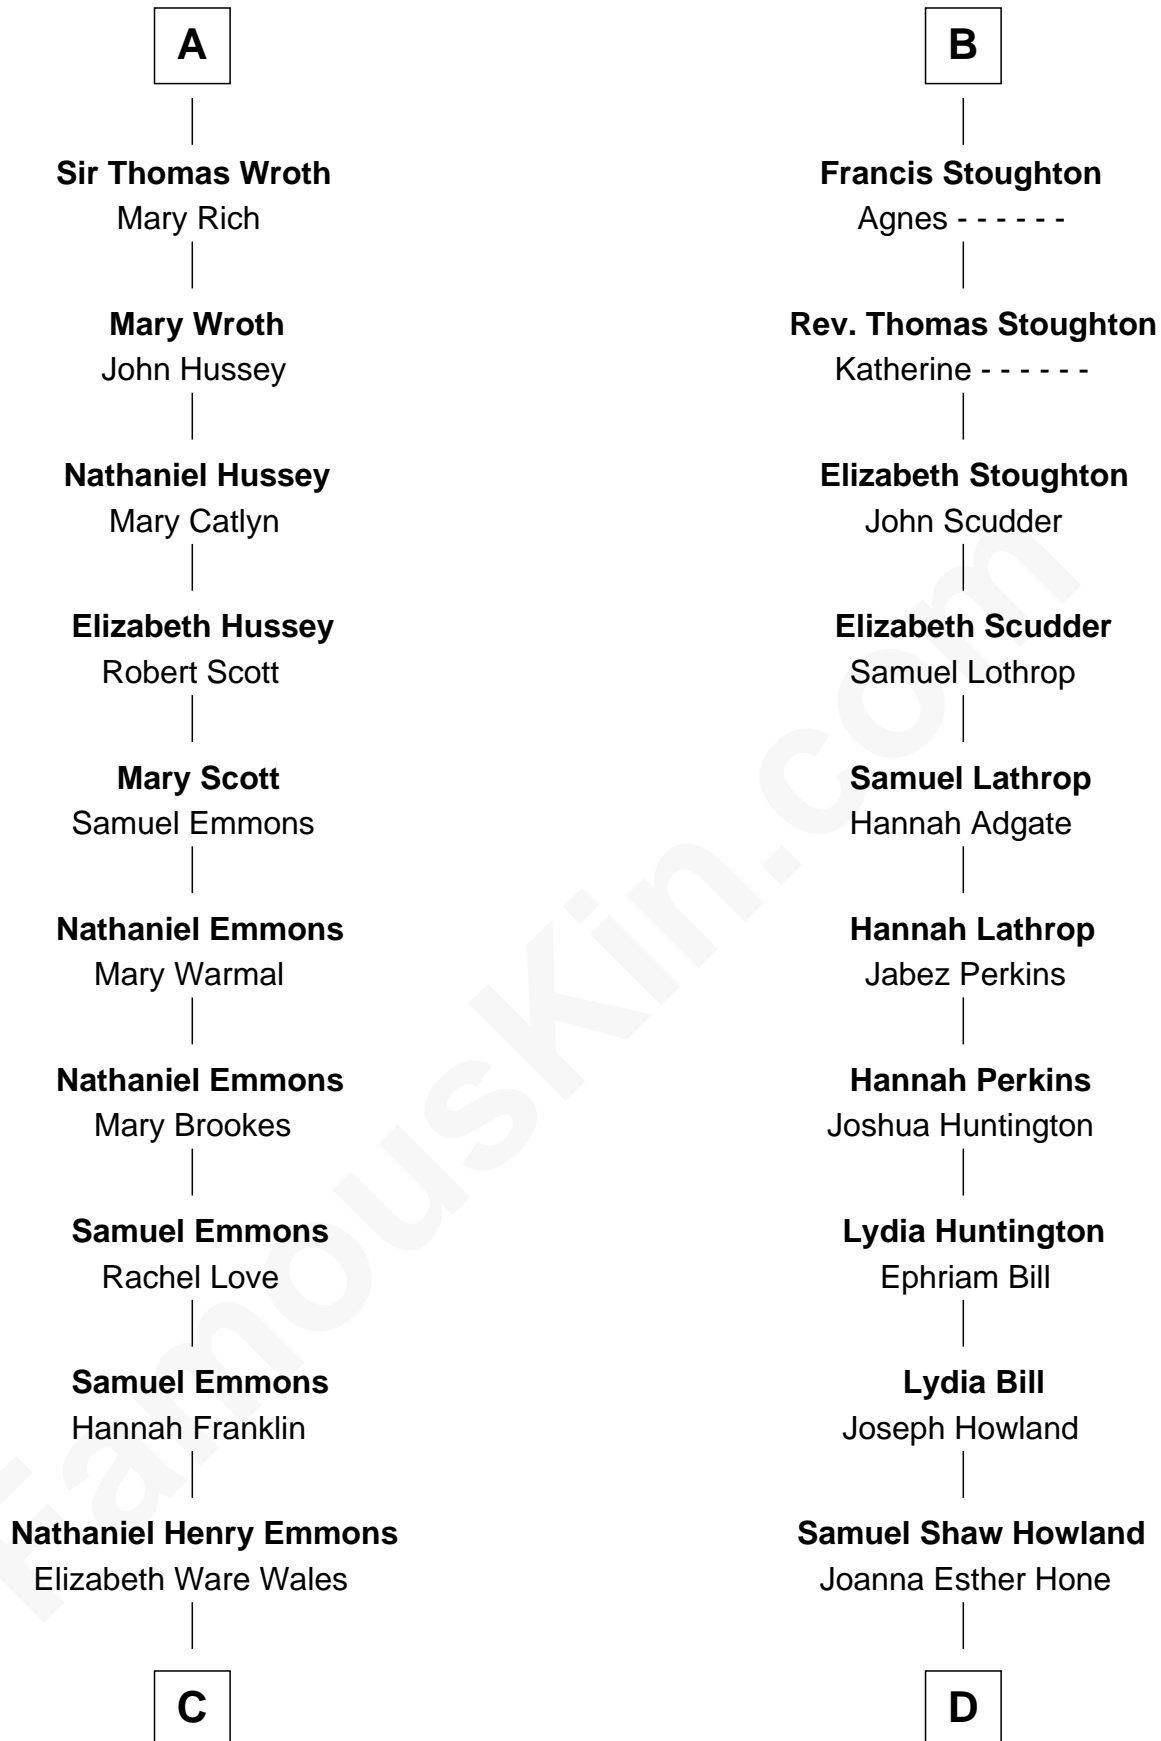 A
Sir Thomas Wroth
Mary Rich
Mary Wroth
John Hussey
Nathaniel Hussey
Mary Catlyn
Elizabeth Hussey
Robert Scott
Mary Scott
Samuel Emmons
Nathaniel Emmons
Mary Warmal
Nathaniel Emmons
Mary Brookes
Samuel Emmons
Rachel Love
Samuel Emmons
Hannah Franklin
Nathaniel Henry Emmons
Elizabeth Ware Wales
C
B
Francis Stoughton
Agnes - - - - - -
Rev. Thomas Stoughton
Katherine - - - - - -
Elizabeth Stoughton
John Scudder
Elizabeth Scudder
Samuel Lothrop
Samuel Lathrop
Hannah Adgate
Hannah Lathrop
Jabez Perkins
Hannah Perkins
Joshua Huntington
Lydia Huntington
Ephriam Bill
Lydia Bill
Joseph Howland
Samuel Shaw Howland
Joanna Esther Hone
D
FamousKin.com